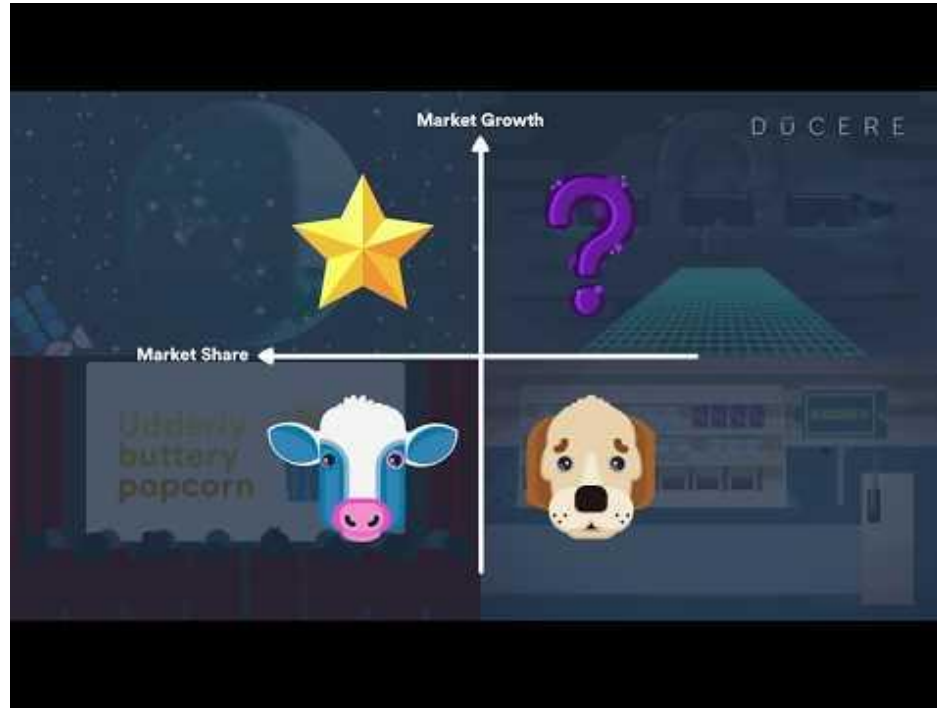 Market Growth
DŪCERE
Market Share
Udderly
buttery
popcorn